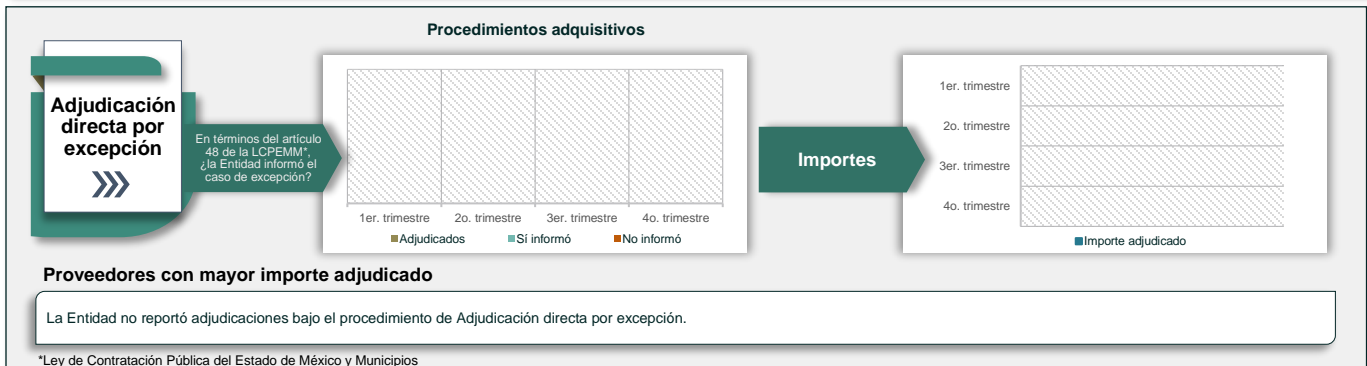 Procedimientos adquisitivos
Adjudicación
directa por
excepción
En términos del artículo
48 de la LCPEMM*,
¿la Entidad informó el
caso de excepción?
1er. trimestre 2o. trimestre 3er. trimestre 4o. trimestre
Adjudicados Sí informó No informó
Importes
1er. trimestre
2o. trimestre
3er. trimestre
4o. trimestre
Importe adjudicado
Proveedores con mayor importe adjudicado
La Entidad no reportó adjudicaciones bajo el procedimiento de Adjudicación directa por excepción.
*Ley de Contratación Pública del Estado de México y Municipios